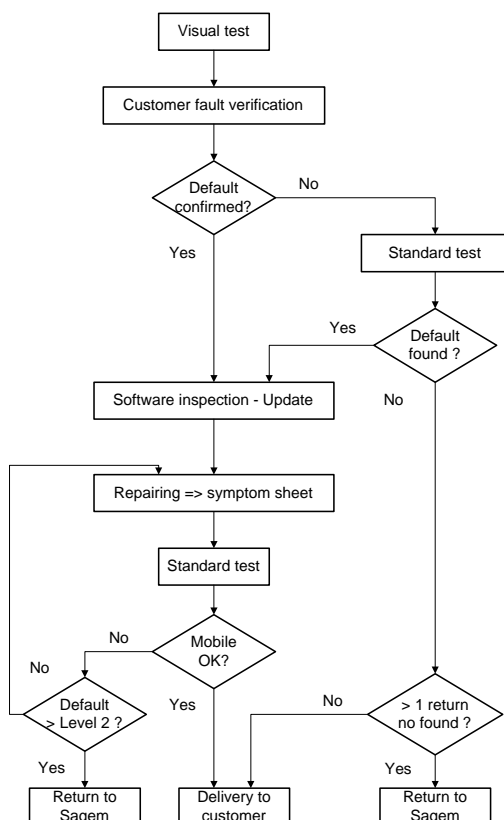 Visual test
Customer fault verification
Default
confirmed?
No
Yes
Standard test
Yes
Default
found ?
No
Software inspection - Update
Repairing => symptom sheet
Standard test
No
Mobile
OK?
No
Yes
Default
> Level 2 ?
No
> 1 return
no found ?
Yes
Yes
Return to
Sagem
Delivery to
customer
Return to
Sagem